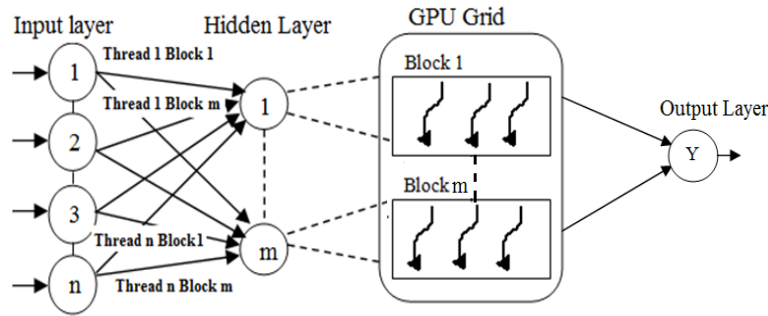 Input layer
Hidden Layer
GPU Grid
Thread 1 Block 1
Block 1
1
Thread 1 Block m
1
Output Layer
2
Y
Block m
3
Thread n Block1
m
n
Thread n Block m